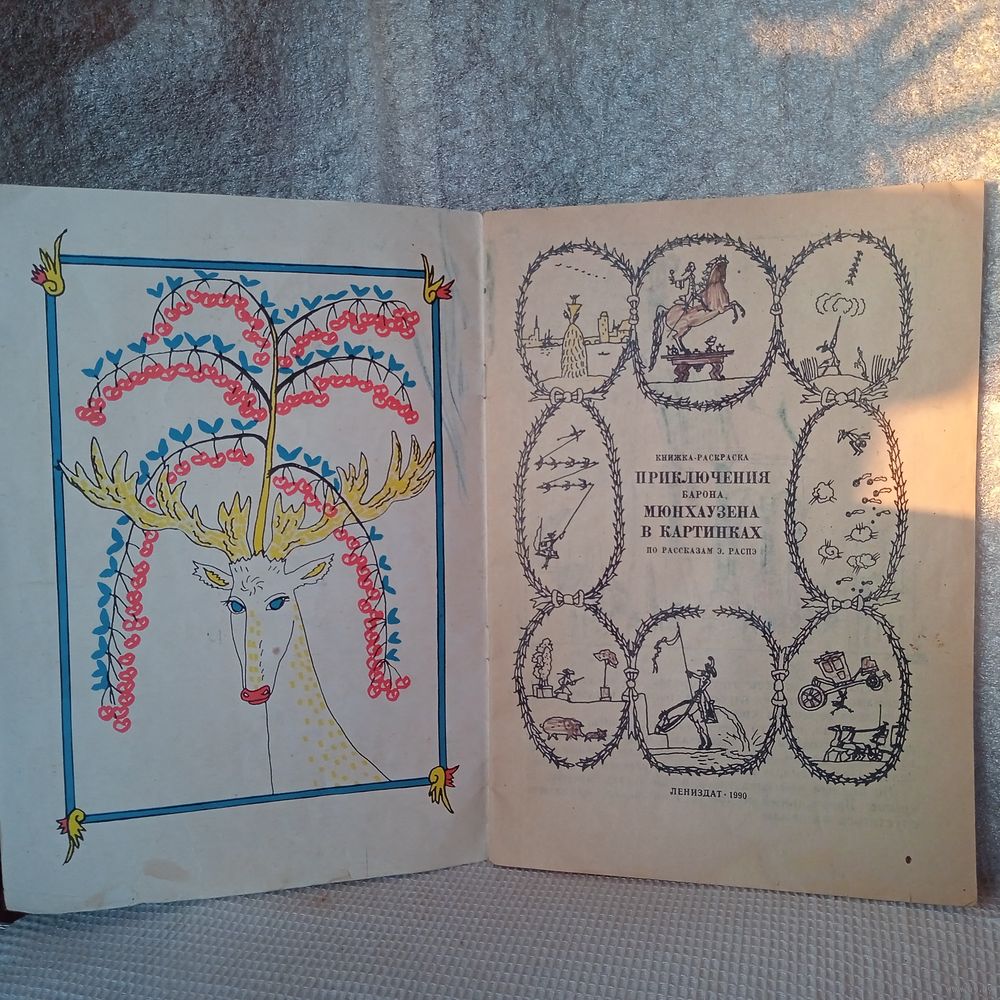 КНИЖКА-РАСКРАСКА
ПРИКЛЮЧЕНИЯ
БАРОНА
МЮНХАУЗЕНА
В КАРТИНКАХ
ПО РАССКАЗАМ Э. РАСПЭ
ЛЕНИЗДАТ · 1990